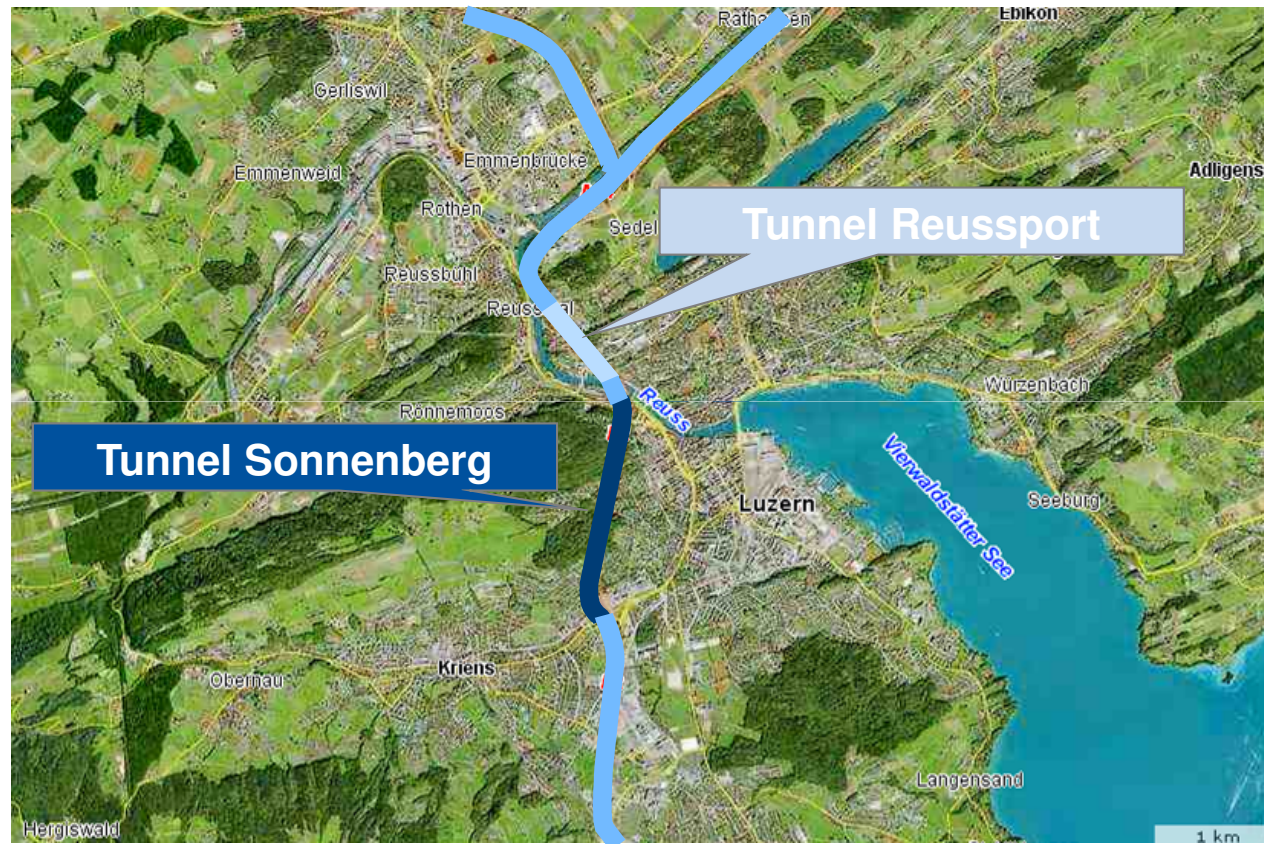 Ebikon
Gerliswil
Emmenbrücke
Emmenweid
Adligens
Rothen
Sedel
Tunnel Reussport
Reussbühl
Würzenbach
Reuss
Rönnemoos
Tunnel Sonnenberg
Vierwaldstätter See
Luzern
Seeburg
Kriens
Obernau
Langensand
Hergiswald
1 km